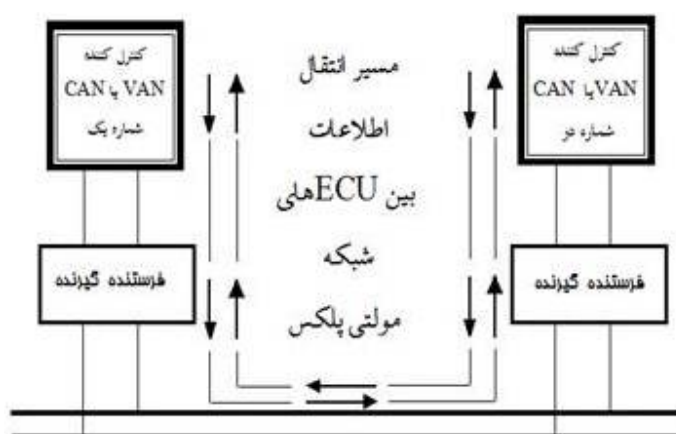 کنترل کننده
VAN یا CAN
شماره یک
مسیر انتقال
اطلاعات
بین ECUهای
شبکه
مولتی پلکس
کنترل کننده
VAN یا CAN
شماره دو
فرستنده گیرنده
فرستنده گیرنده